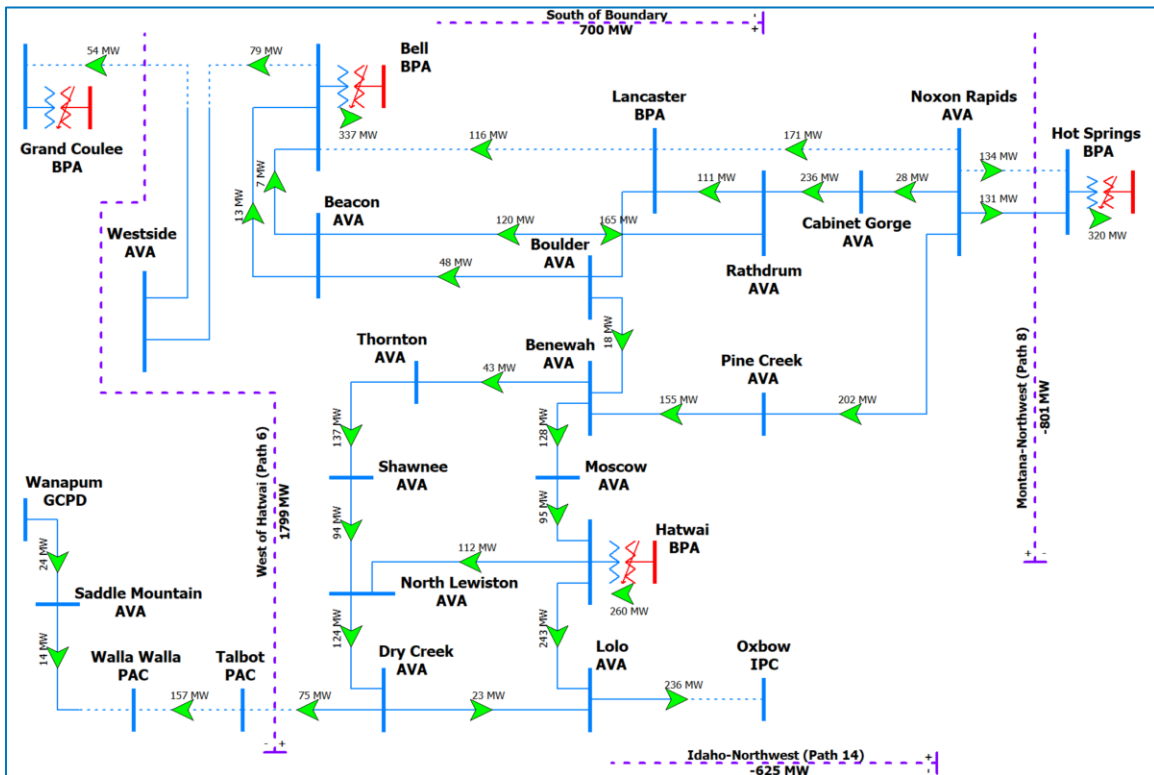 South of Boundary
700 MW
54 MW
79 MW
Bell
BPA
337 MW
Grand Coulee
BPA
Lancaster
BPA
116 MW
171 MW
Noxon Rapids
AVA
Hot Springs
BPA
134 MW
131 MW
320 MW
7 MW
13 MW
Beacon
AVA
111 MW
236 MW
28 MW
Cabinet Gorge
AVA
Westside
AVA
120 MW
165 MW
Boulder
AVA
Rathdrum
AVA
48 MW
18 MW
Thornton
AVA
Benewah
AVA
Pine Creek
AVA
43 MW
155 MW
202 MW
137 MW
128 MW
Montana-Northwest (Path 8)
-801 MW
West of Hatwai (Path 6)
1799 MW
Wanapum
GCPD
Shawnee
AVA
Moscow
AVA
94 MW
95 MW
Hatwai
BPA
24 MW
112 MW
260 MW
Saddle Mountain
AVA
North Lewiston
AVA
14 MW
124 MW
243 MW
Walla Walla
PAC
Talbot
PAC
Dry Creek
AVA
Lolo
AVA
Oxbow
IPC
157 MW
75 MW
23 MW
236 MW
- +
+ -
+
-
+
-
Idaho-Northwest (Path 14)
-625 MW